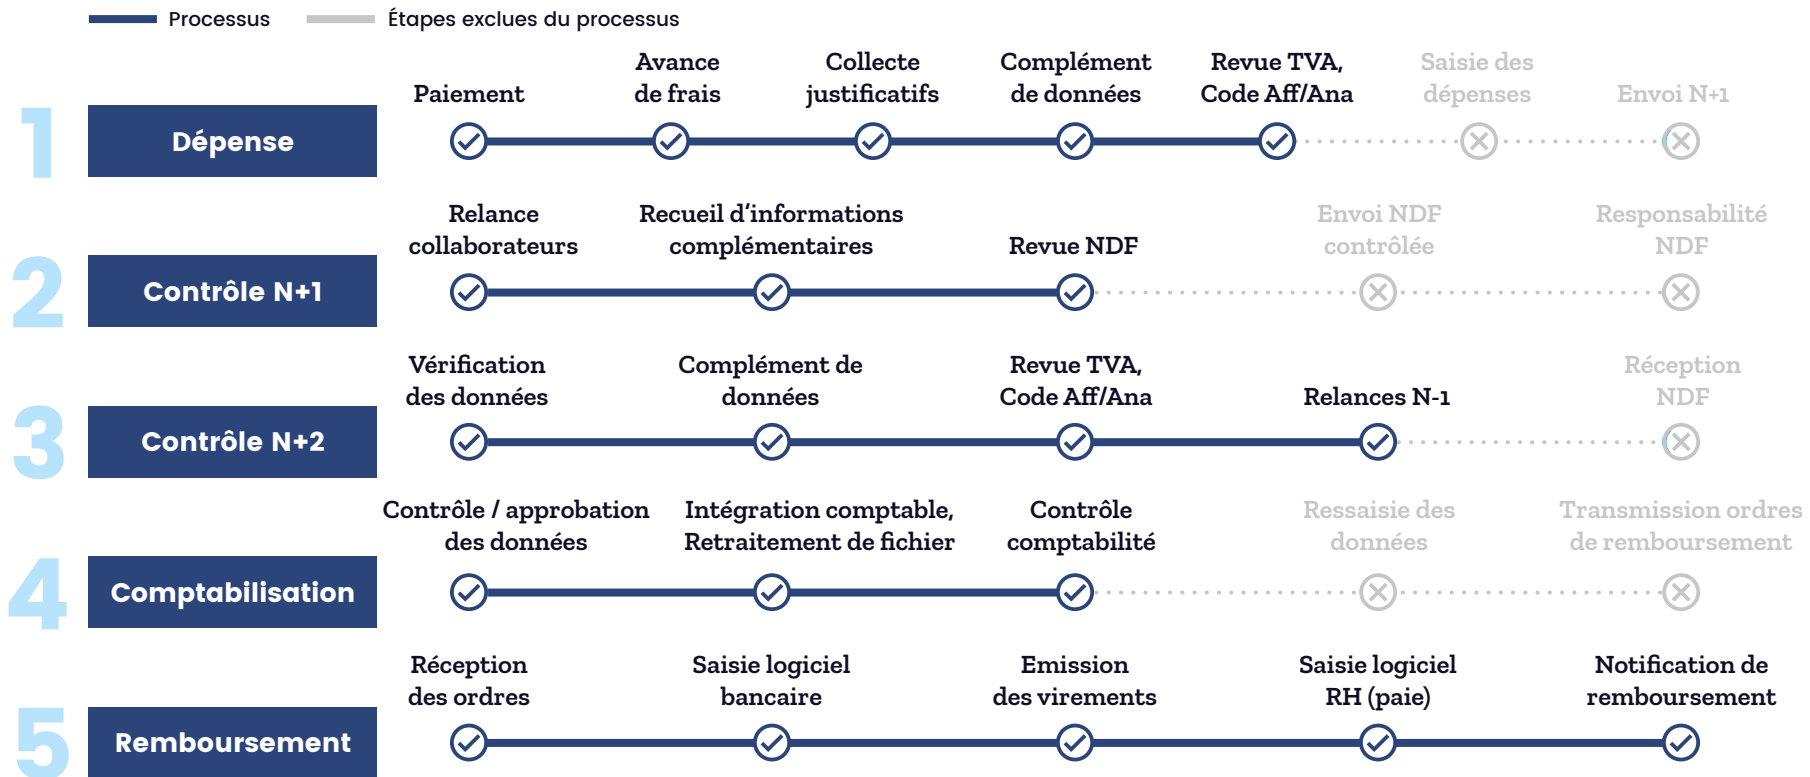 Processus
Étapes exclues du processus
1
Dépense
Paiement
Avance
de frais
Collecte
justificatifs
Complément
de données
Revue TVA,
Code Aff/Ana
Saisie des
dépenses
Envoi N+1
2
Contrôle N+1
Relance
collaborateurs
Recueil d’informations
complémentaires
Revue NDF
Envoi NDF
contrôlée
Responsabilité
NDF
3
Contrôle N+2
Vérification
des données
Complément de
données
Revue TVA,
Code Aff/Ana
Relances N-1
Réception
NDF
4
Comptabilisation
Contrôle / approbation
des données
Intégration comptable,
Retraitement de fichier
Contrôle
comptabilité
Ressaisie des
données
Transmission ordres
de remboursement
5
Remboursement
Réception
des ordres
Saisie logiciel
bancaire
Emission
des virements
Saisie logiciel
RH (paie)
Notification de
remboursement